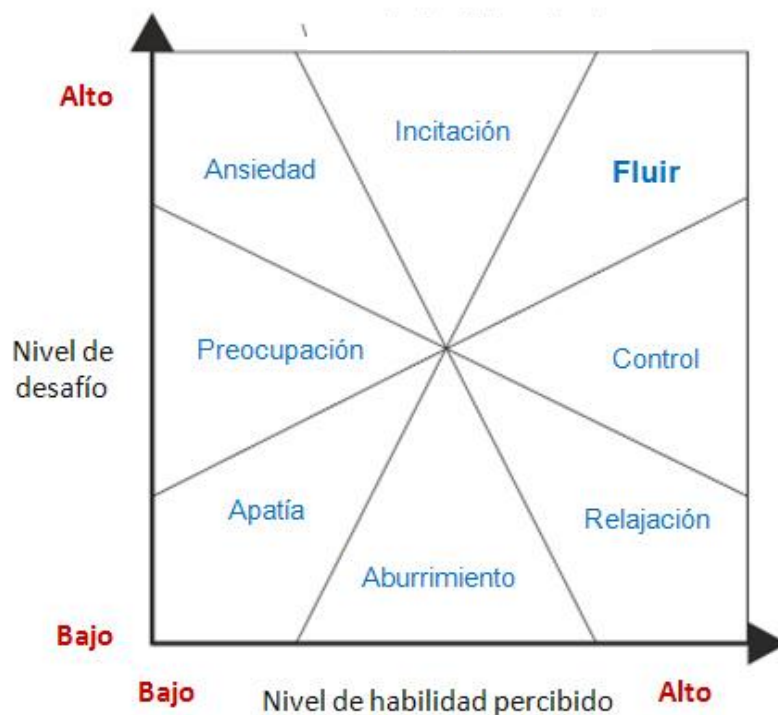 Alto
Incitación
Ansiedad
Fluir
Nivel de
desafío
Preocupación
Control
Apatía
Relajación
Aburrimiento
Bajo
Bajo
Nivel de habilidad percibido
Alto